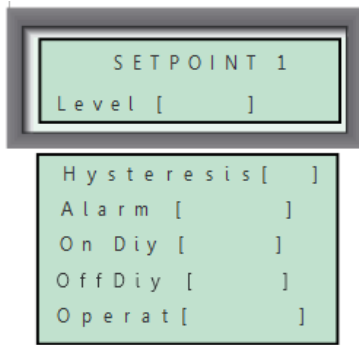 SETPOINT 1
Level [ ]
Hysteresis[ ]
Alarm [ ]
On Diy [ ]
OffDiy [ ]
Operat[ ]